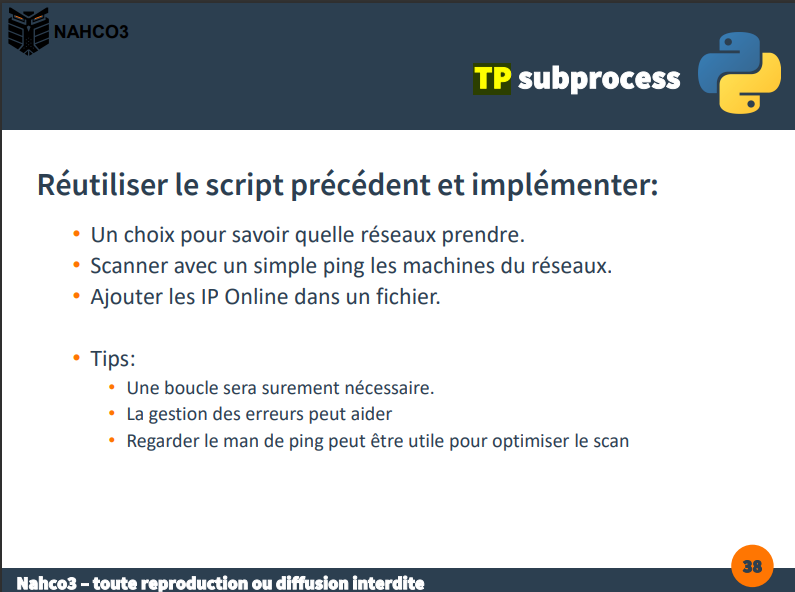 NAHCO3
TP subprocess
Réutiliser le script précédent et implémenter:
• Un choix pour savoir quelle réseaux prendre.
• Scanner avec un simple ping les machines du réseaux.
• Ajouter les IP Online dans un fichier.
• Tips:
• Une boucle sera surement nécessaire.
• La gestion des erreurs peut aider
• Regarder le man de ping peut être utile pour optimiser le scan
38
Nahco3 – toute reproduction ou diffusion interdite